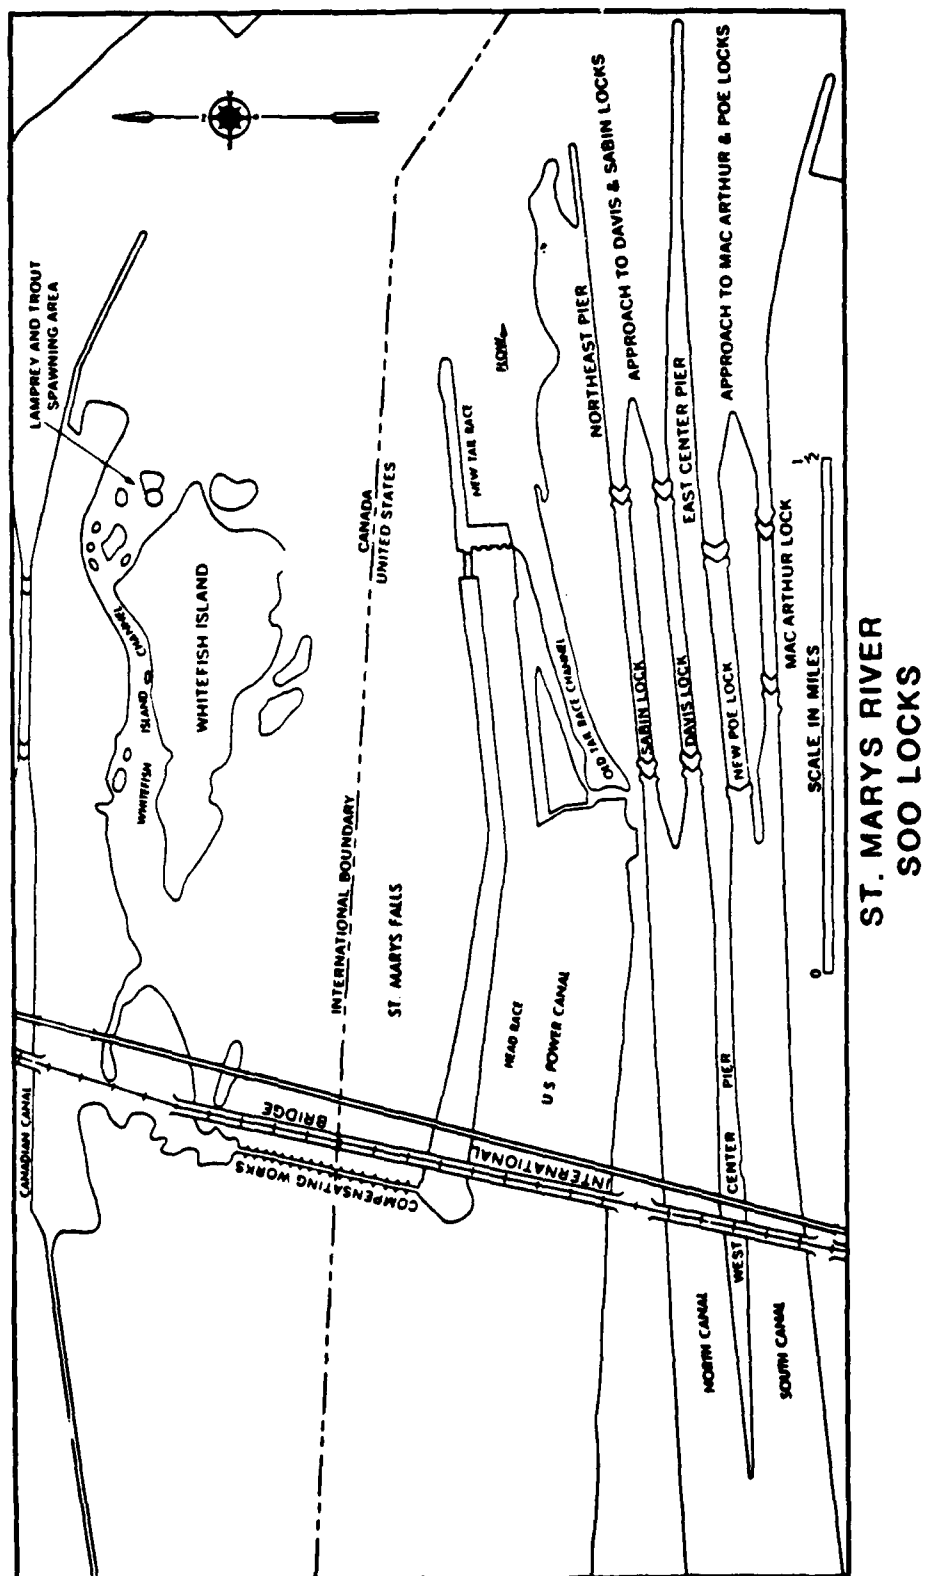 LAMPREY AND TROUT
SPAWNING AREA
CANADIAN CANAL
WHITEFISH ISLAND CHANNEL
WHITEFISH ISLAND
COMPENSATING WORKS
INTERNATIONAL BRIDGE
INTERNATIONAL BOUNDARY
CANADA
UNITED STATES
ST. MARYS FALLS
NEW TAIL RACE
FLOW
HEAD RACE
U S POWER CANAL
OLD TAIL RACE CHANNEL
NORTHEAST PIER
APPROACH TO DAVIS & SABIN LOCKS
SABIN LOCK
DAVIS LOCK
EAST CENTER PIER
NORTH CANAL
WEST CENTER PIER
NEW POE LOCK
APPROACH TO MAC ARTHUR & POE LOCKS
SOUTH CANAL
MAC ARTHUR LOCK
SCALE IN MILES
0 1/2
ST. MARYS RIVER
SOO LOCKS